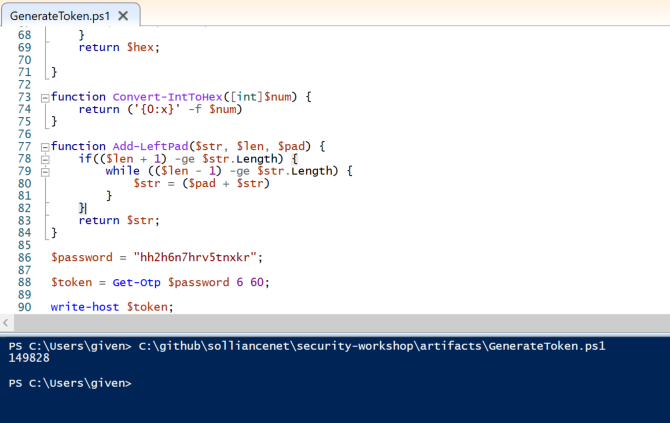 GenerateToken.ps1
68 }
69 return $hex;
70
71 }
72
73 function Convert-IntToHex([int]$num) {
74 return ('{0:x}' -f $num)
75 }
76
77 function Add-LeftPad($str, $len, $pad) {
78 if(($len + 1) -ge $str.Length) {
79 while (($len - 1) -ge $str.Length) {
80 $str = ($pad + $str)
81 }
82 }
83 return $str;
84 }
85
86 $password = "hh2h6n7hrv5tnxkr";
87
88 $token = Get-Otp $password 6 60;
89
90 write-host $token;
PS C:\Users\given> C:\github\solliancenet\security-workshop\artifacts\GenerateToken.ps1
149828
PS C:\Users\given>